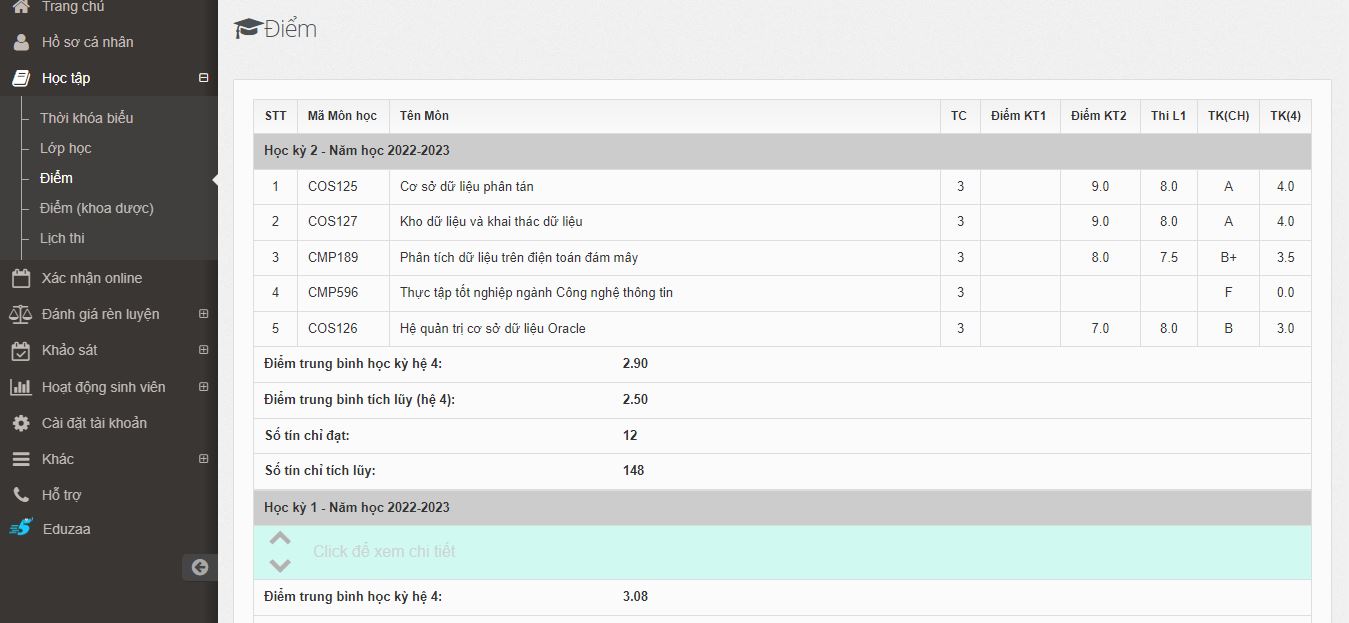 Trang chủ
Hồ sơ cá nhân
Học tập
Thời khóa biểu
Lớp học
Điểm
Điểm (khoa dược)
Lịch thi
Xác nhận online
Đánh giá rèn luyện
Khảo sát
Hoạt động sinh viên
Cài đặt tài khoản
Khác
Hỗ trợ
Eduzaa
Điểm
STT Mã Môn học Tên Môn TC Điểm KT1 Điểm KT2 Thi L1 TK(CH) TK(4)
Học kỳ 2 - Năm học 2022-2023
1 COS125 Cơ sở dữ liệu phân tán 3 9.0 8.0 A 4.0
2 COS127 Kho dữ liệu và khai thác dữ liệu 3 9.0 8.0 A 4.0
3 CMP189 Phân tích dữ liệu trên điện toán đám mây 3 8.0 7.5 B+ 3.5
4 CMP596 Thực tập tốt nghiệp ngành Công nghệ thông tin 3 F 0.0
5 COS126 Hệ quản trị cơ sở dữ liệu Oracle 3 7.0 8.0 B 3.0
Điểm trung bình học kỳ hệ 4: 2.90
Điểm trung bình tích lũy (hệ 4): 2.50
Số tín chỉ đạt: 12
Số tín chỉ tích lũy: 148
Học kỳ 1 - Năm học 2022-2023
Click để xem chi tiết
Điểm trung bình học kỳ hệ 4: 3.08